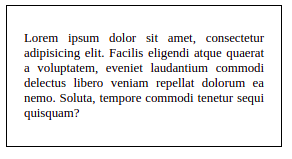 Lorem ipsum dolor sit amet, consectetur
adipisicing elit. Facilis eligendi atque quaerat
a voluptatem, eveniet laudantium commodi
delectus libero veniam repellat dolorum ea
nemo. Soluta, tempore commodi tenetur sequi
quisquam?